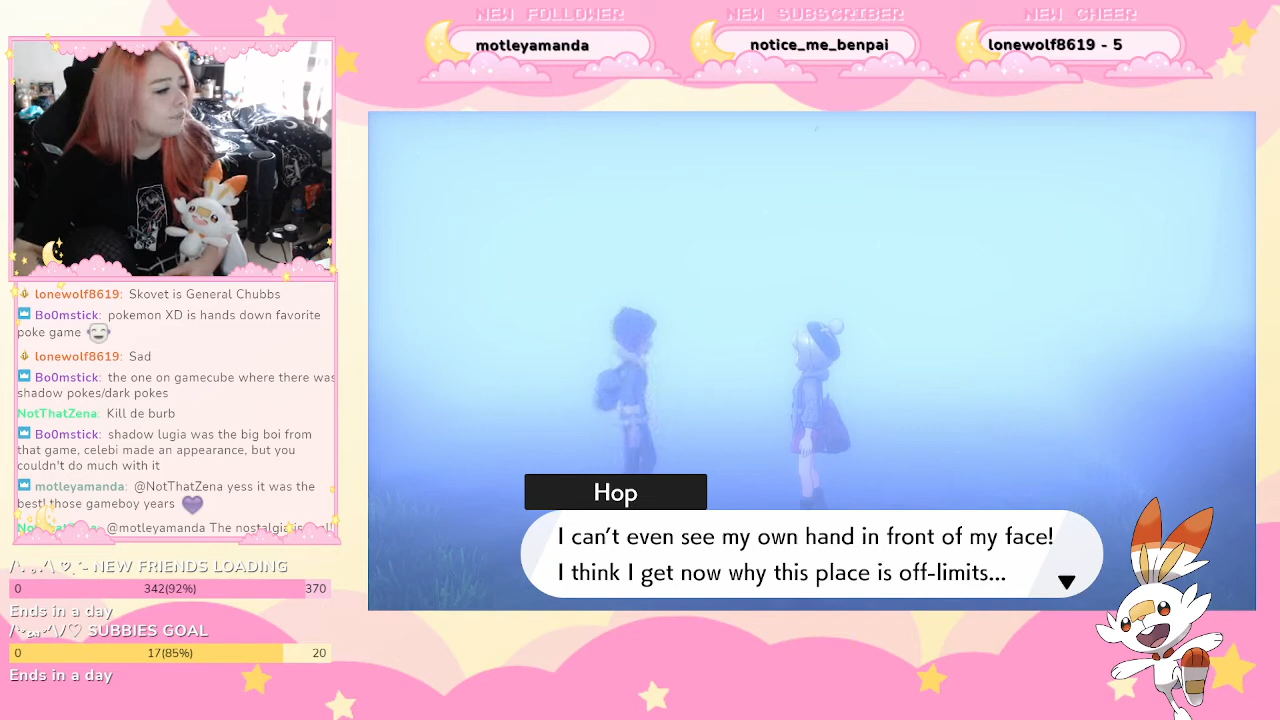 NEW FOLLOWER
motleyamanda
NEW SUBSCRIBER
notice_me_benpai
NEW CHEER
lonewolf8619 - 5
lonewolf8619: Skovet is General Chubbs
Bo0mstick: pokemon XD is hands down favorite
poke game
lonewolf8619: Sad
Bo0mstick: the one on gamecube where there was
shadow pokes/dark pokes
NotThatZena: Kill de burb
Bo0mstick: shadow lugia was the big boi from
that game, celebi made an appearance, but you
couldn't do much with it
motleyamanda: @NotThatZena yess it was the
best! those gameboy years
@motleyamanda The nostalgia is
NEW FRIENDS LOADING
0 342(92%) 370
Ends in a day
SUBBIES GOAL
0 17(85%) 20
Ends in a day
Hop
I can't even see my own hand in front of my face!
I think I get now why this place is off-limits...